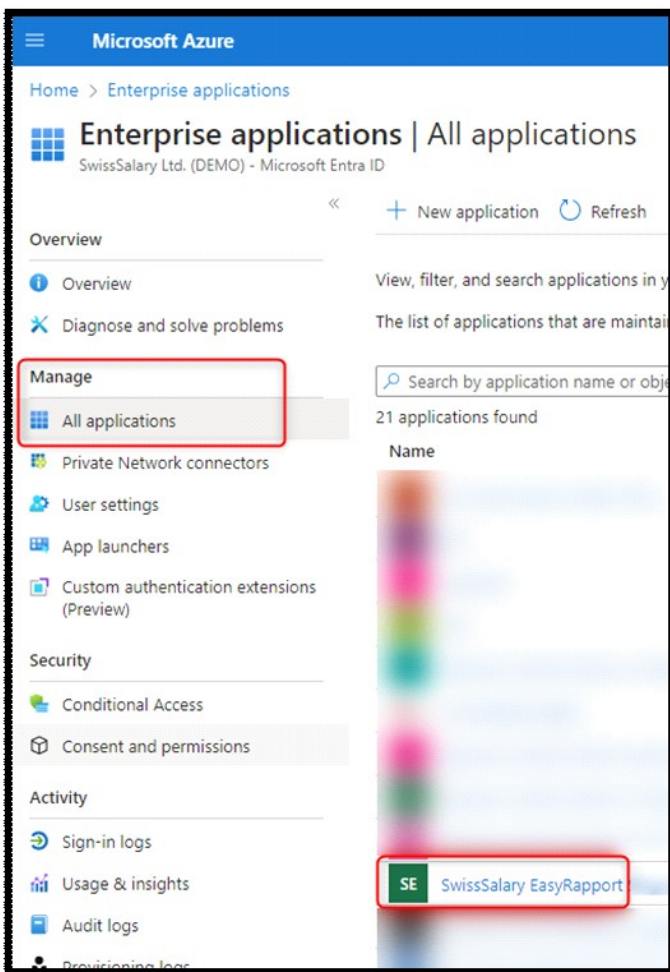 Microsoft Azure
Home > Enterprise applications
Enterprise applications | All applications
SwissSalary Ltd. (DEMO) - Microsoft Entra ID
«
+ New application Refresh
Overview
Overview
Diagnose and solve problems
View, filter, and search applications in y
The list of applications that are maintai
Manage
All applications
Private Network connectors
User settings
App launchers
Custom authentication extensions
(Preview)
Search by application name or obje
21 applications found
Name
Security
Conditional Access
Consent and permissions
Activity
Sign-in logs
Usage & insights
Audit logs
Provisioning logs
SE SwissSalary EasyRapport